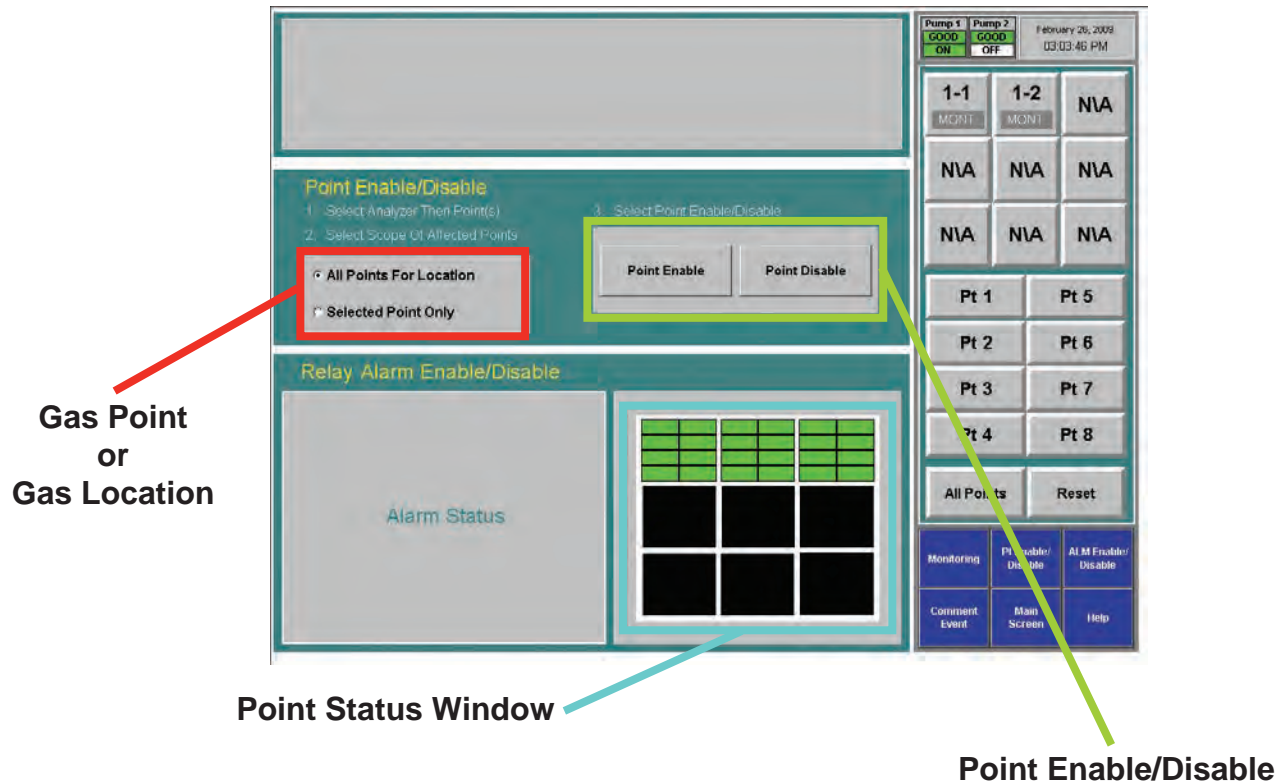 Pump 1 Pump 2
GOOD GOOD
ON OFF
February 26, 2009
03:03:46 PM
1-1 1-2 N\A
MONT MONT
N\A N\A N\A
N\A N\A N\A
Point Enable/Disable
1. Select Analyzer Then Point(s)
2. Select Scope Of Affected Points
3. Select Point Enable/Disable
All Points For Location
Selected Point Only
Point Enable Point Disable
Pt 1 Pt 5
Pt 2 Pt 6
Pt 3 Pt 7
Pt 4 Pt 8
All Points Reset
Relay Alarm Enable/Disable
Alarm Status
Monitoring
Pt Enable/
Disable
ALM Enable/
Disable
Comment
Event
Main
Screen
Help
Gas Point
or
Gas Location
Point Status Window
Point Enable/Disable